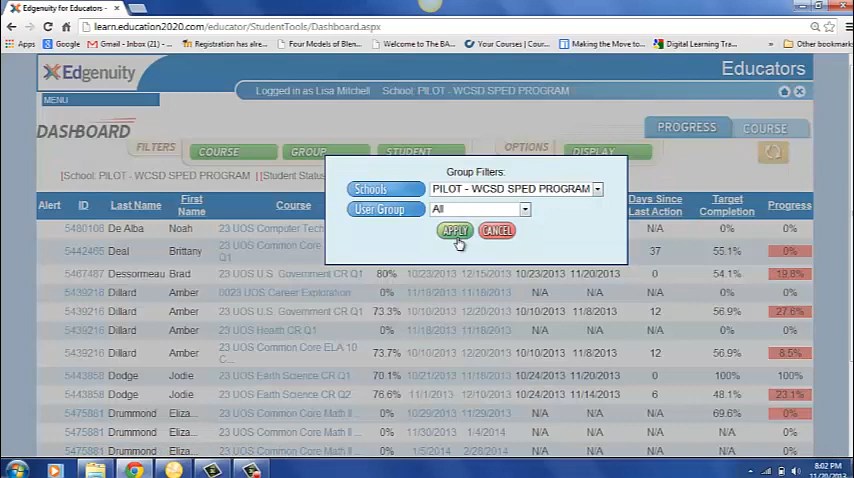 Edgenuity for Educators -
learn.education2020.com/educator/StudentTools/Dashboard.aspx
Apps Google Gmail - Inbox (21) - ... Registration has alre... Four Models of Blen... Welcome to The BA... Your Courses | Cour... Making the Move to... Digital Learning Tra... » Other bookmarks
Edgenuity Educators
Logged in as Lisa Mitchell School: PILOT - WCSD SPED PROGRAM
MENU
DASHBOARD PROGRESS COURSE
FILTERS COURSE GROUP STUDENT OPTIONS DISPLAY
[School: PILOT - WCSD SPED PROGRAM ] [Student Status
Group Filters:
Schools PILOT - WCSD SPED PROGRAM
User Group All
APPLY CANCEL
Alert ID Last Name First Name Course Days Since Last Action Target Completion Progress
5480108 De Alba Noah 23 UOS Computer Tech N/A 54.1% 0%
5442465 Deal Brittany 23 UOS Common Core Q1 37 55.1% 0%
5467487 Dessormeau Brad 23 UOS U.S. Government CR Q1 80% 10/23/2013 12/15/2013 10/23/2013 11/20/2013 0 54.1% 19.8%
5439216 Dillard Amber 0023 UOS Career Exploration 0% 11/18/2013 11/18/2013 N/A N/A N/A 56.9% 0%
5439216 Dillard Amber 23 UOS U.S. Government CR Q1 73.3% 10/10/2013 12/20/2013 10/10/2013 11/8/2013 12 56.9% 27.6%
5439216 Dillard Amber 23 UOS Health CR Q1 0% 11/18/2013 11/18/2013 N/A N/A N/A 56.9% 0%
5439216 Dillard Amber 23 UOS Common Core ELA 10 C... 73.7% 10/10/2013 12/20/2013 10/10/2013 11/8/2013 12 56.9% 8.5%
5443858 Dodge Jodie 23 UOS Earth Science CR Q1 70.1% 10/21/2013 11/18/2013 10/24/2013 11/20/2013 0 100% 100%
5443858 Dodge Jodie 23 UOS Earth Science CR Q2 76.6% 11/1/2013 12/10/2013 10/24/2013 11/14/2013 6 48.1% 23.1%
5475881 Drummond Eliza... 23 UOS Common Core Math II ... 0% 10/29/2013 11/29/2013 N/A N/A N/A 69.6% 0%
5475881 Drummond Eliza... 23 UOS Common Core Math II ... 0% 11/30/2013 1/4/2014 N/A N/A N/A N/A 0%
5475881 Drummond Eliza... 23 UOS Common Core Math II ... 0% 1/5/2014 2/28/2014 N/A N/A N/A N/A 0%
8:02 PM
11/20/2013